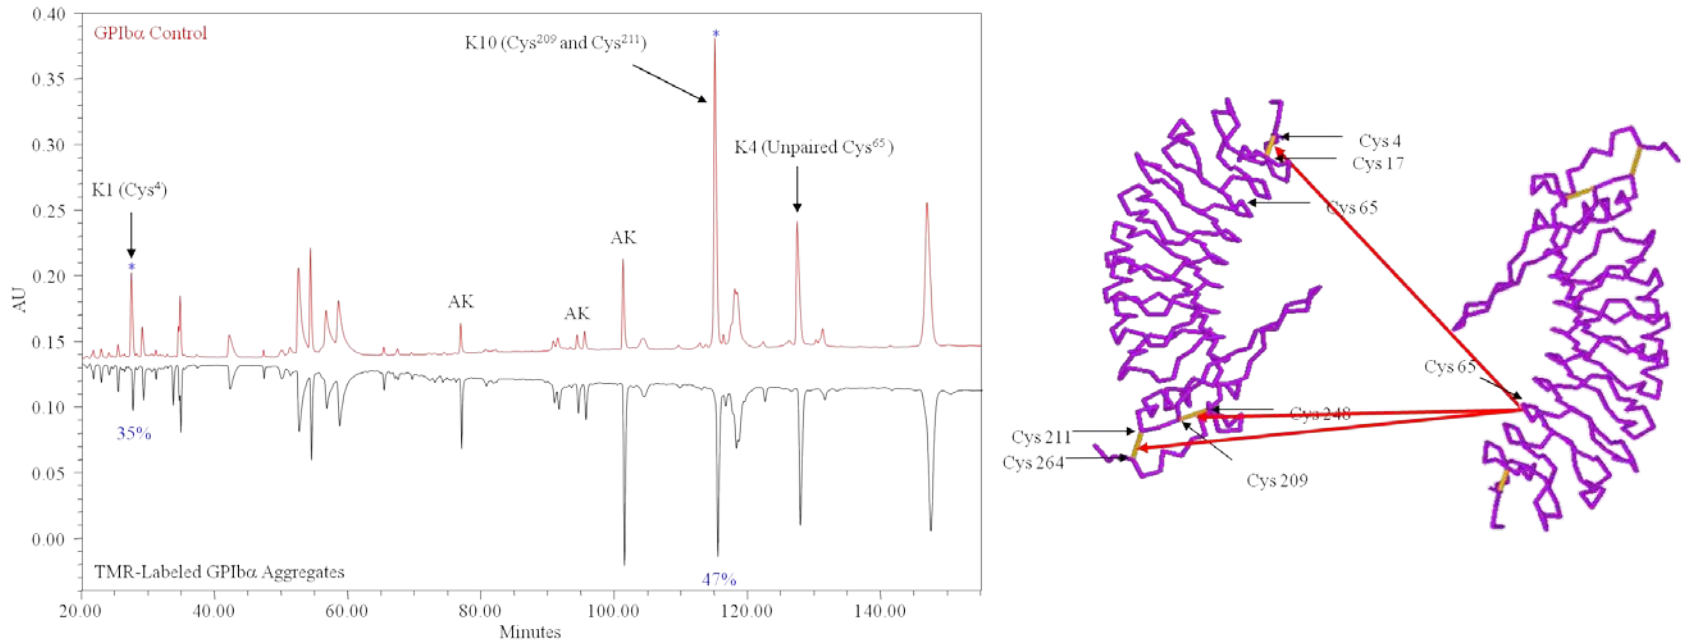 0.40
0.35
0.30
0.25
0.20
0.15
0.10
0.05
0.00
AU
GPIbα Control
K10 (Cys209 and Cys211)
*
K4 (Unpaired Cys65)
K1 (Cys4)
*
AK
AK
AK
35%
47%
TMR-Labeled GPIbα Aggregates
20.00 40.00 60.00 80.00 100.00 120.00 140.00
Minutes
Cys 4
Cys 17
Cys 65
Cys 65
Cys 248
Cys 211
Cys 264
Cys 209